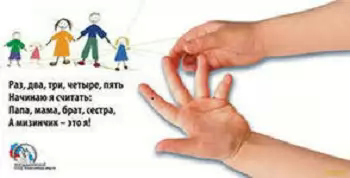 Раз, два, три, четыре, пять
Начинаю я считать:
Папа, мама, брат, сестра,
А мизинчик – это я!